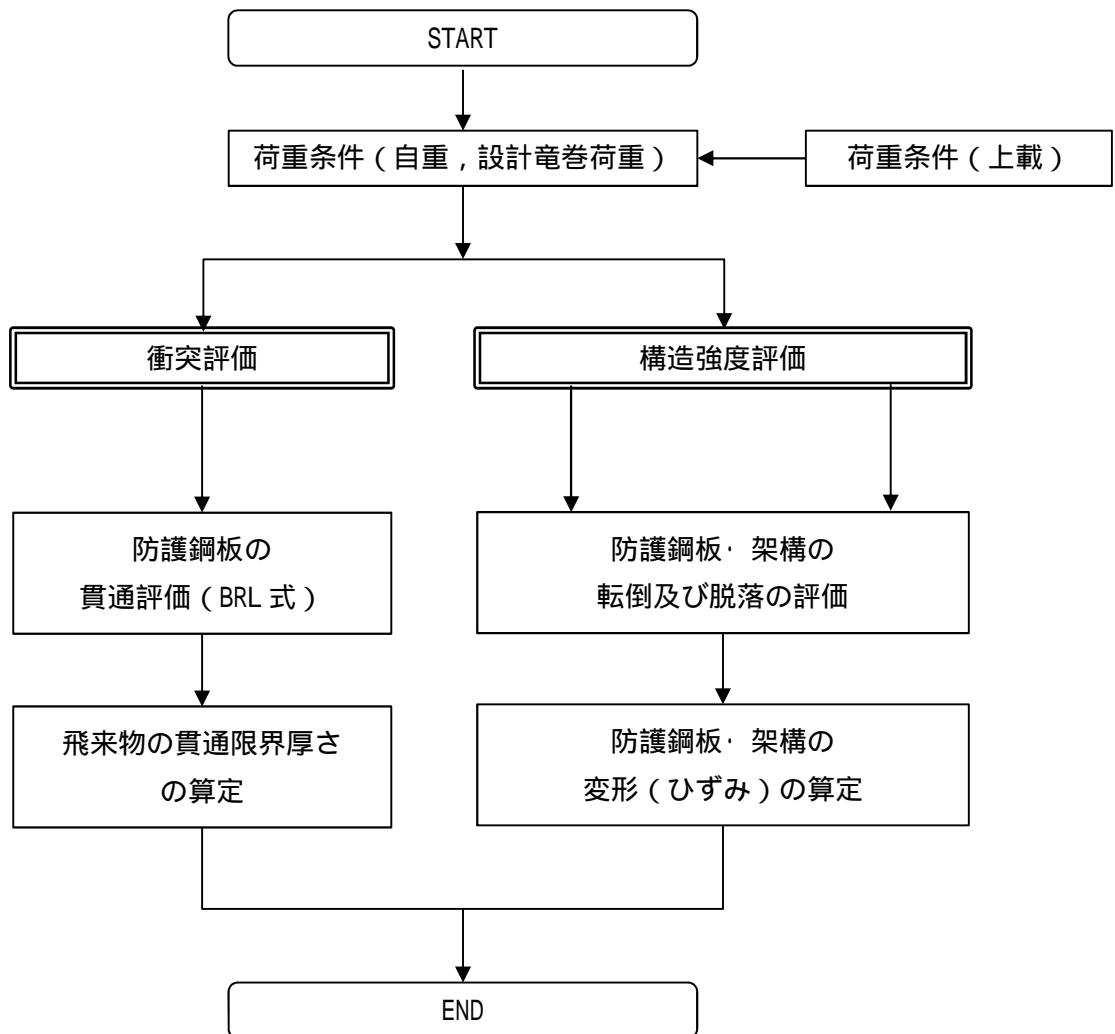 START
荷重条件（自重，設計竜巻荷重）
荷重条件（上載）
衝突評価
構造強度評価
防護鋼板の
貫通評価（BRL 式）
防護鋼板・架構の
転倒及び脱落の評価
飛来物の貫通限界厚さ
の算定
防護鋼板・架構の
変形（ひずみ）の算定
END